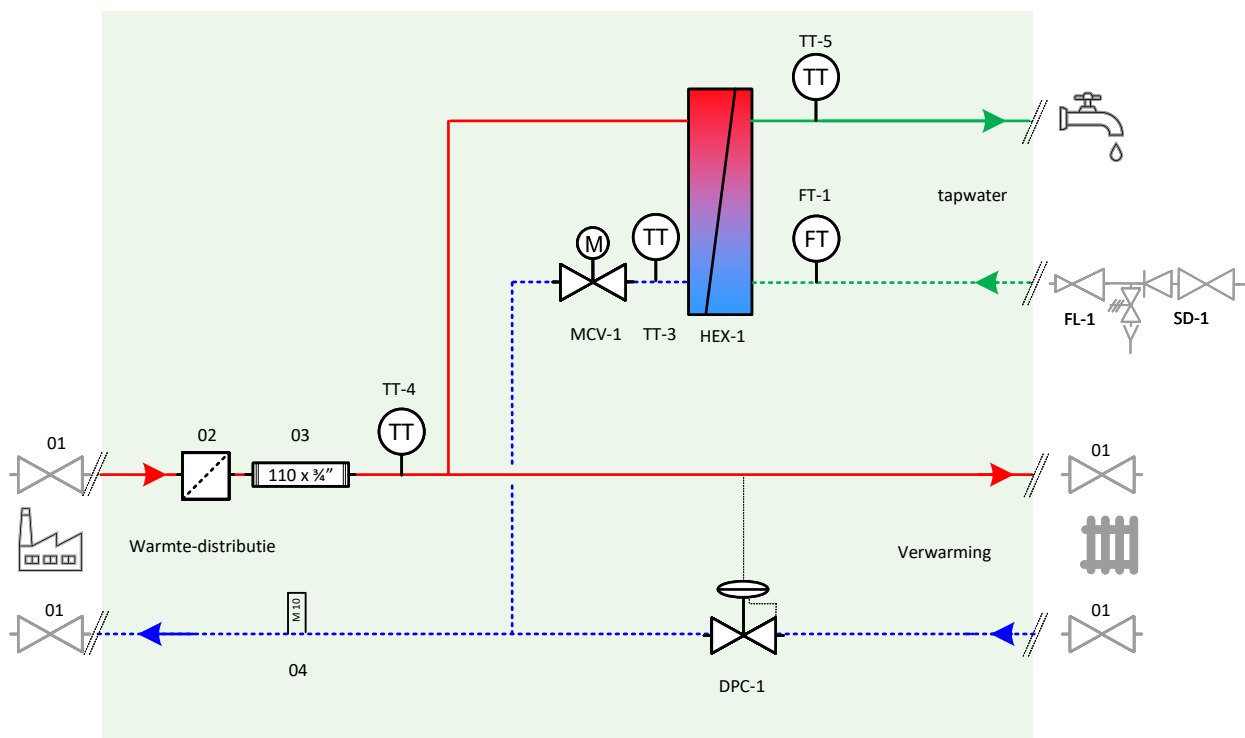 TT-5
TT
tapwater
FT-1
FT
TT
M
MCV-1
TT-3
HEX-1
FL-1
SD-1
TT-4
TT
01
02
03
110 x ¾”
01
Warmte-distributie
Verwarming
01
M 10
04
01
DPC-1